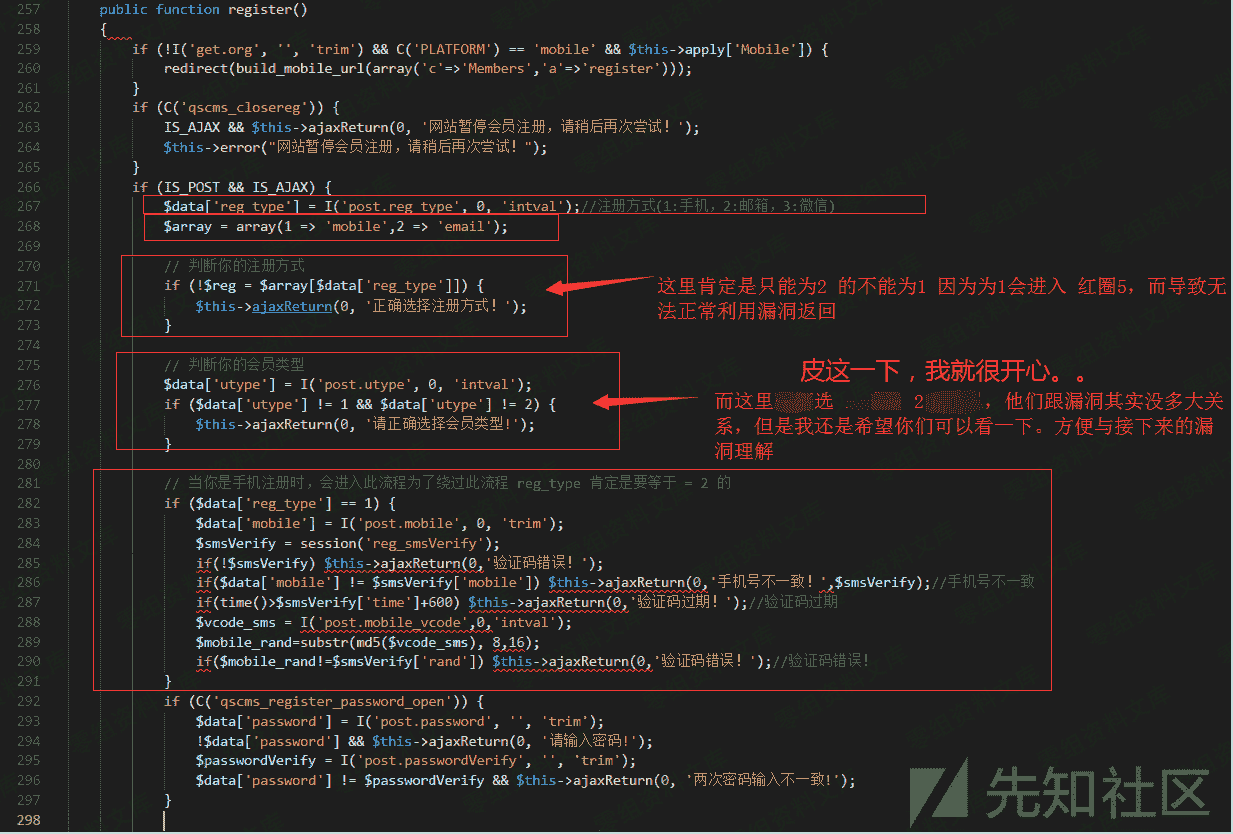 257 public function register()
258 {
259 if (!I('get.org', '', 'trim') && C('PLATFORM') == 'mobile' && $this->apply['Mobile']) {
260 redirect(build_mobile_url(array('c'=>'Members','a'=>'register')));
261 }
262 if (C('qscms_closereg')) {
263 IS_AJAX && $this->ajaxReturn(0, '网站暂停会员注册，请稍后再次尝试！');
264 $this->error("网站暂停会员注册，请稍后再次尝试！");
265 }
266 if (IS_POST && IS_AJAX) {
267 $data['reg_type'] = I('post.reg_type', 0, 'intval');//注册方式(1:手机，2:邮箱，3:微信)
268 $array = array(1 => 'mobile',2 => 'email');
269
270 // 判断你的注册方式
271 if (!$reg = $array[$data['reg_type']]) {
272 $this->ajaxReturn(0, '正确选择注册方式！');
273 }
这里肯定是只能为2 的不能为1 因为为1会进入 红圈5，而导致无
法正常利用漏洞返回
274
275 // 判断你的会员类型
276 $data['utype'] = I('post.utype', 0, 'intval');
277 if ($data['utype'] != 1 && $data['utype'] != 2) {
278 $this->ajaxReturn(0, '请正确选择会员类型!');
279 }
皮这一下，我就很开心。。
而这里 选 2 ，他们跟漏洞其实没多大关
系，但是我还是希望你们可以看一下。方便与接下来的漏
洞理解
280
281 // 当你是手机注册时，会进入此流程为了绕过此流程 reg_type 肯定是要等于 = 2 的
282 if ($data['reg_type'] == 1) {
283 $data['mobile'] = I('post.mobile', 0, 'trim');
284 $smsVerify = session('reg_smsVerify');
285 if(!$smsVerify) $this->ajaxReturn(0,'验证码错误！');
286 if($data['mobile'] != $smsVerify['mobile']) $this->ajaxReturn(0,'手机号不一致！',$smsVerify);//手机号不一致
287 if(time()>$smsVerify['time']+600) $this->ajaxReturn(0,'验证码过期！');//验证码过期
288 $vcode_sms = I('post.mobile_vcode',0,'intval');
289 $mobile_rand=substr(md5($vcode_sms), 8,16);
290 if($mobile_rand!=$smsVerify['rand']) $this->ajaxReturn(0,'验证码错误！');//验证码错误!
291 }
292 if (C('qscms_register_password_open')) {
293 $data['password'] = I('post.password', '', 'trim');
294 !$data['password'] && $this->ajaxReturn(0, '请输入密码!');
295 $passwordVerify = I('post.passwordVerify', '', 'trim');
296 $data['password'] != $passwordVerify && $this->ajaxReturn(0, '两次密码输入不一致!');
297 }
298
先知社区